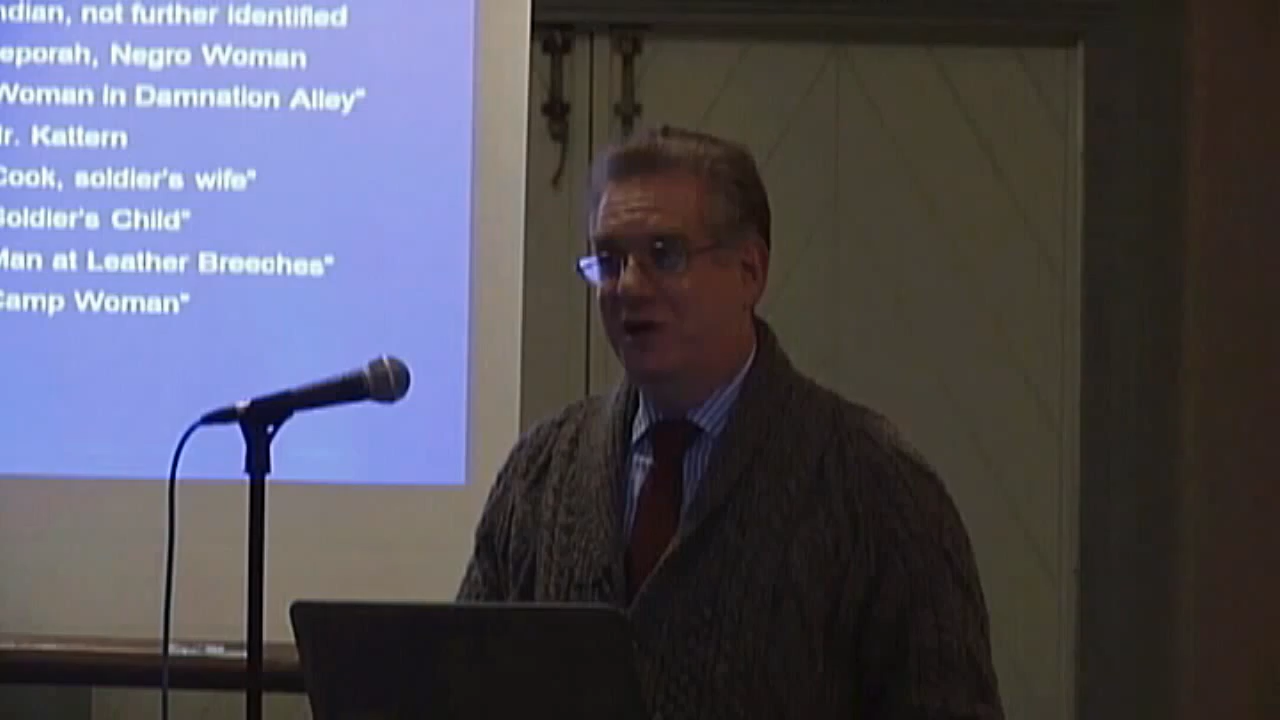 ndian, not further identified
eporah, Negro Woman
Woman in Damnation Alley"
r. Kattern
Cook, soldier's wife"
Soldier's Child"
Man at Leather Breeches"
Camp Woman"